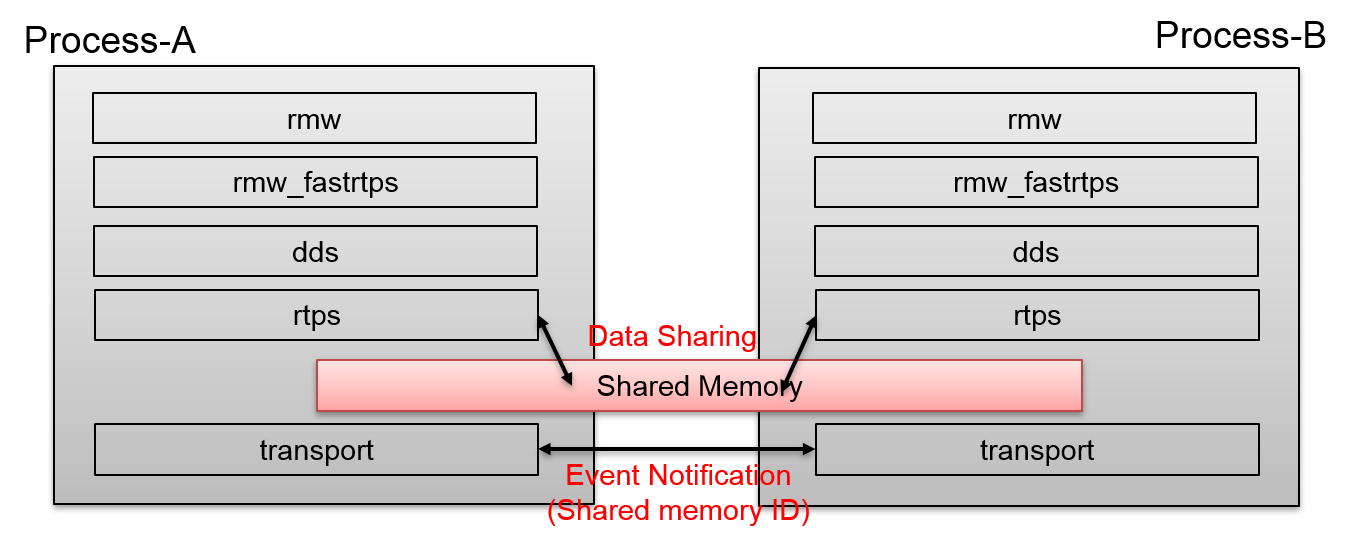 Process-A
Process-B
rmw
rmw
rmw_fastrtps
rmw_fastrtps
dds
dds
rtps
rtps
Data Sharing
Shared Memory
transport
transport
Event Notification
(Shared memory ID)